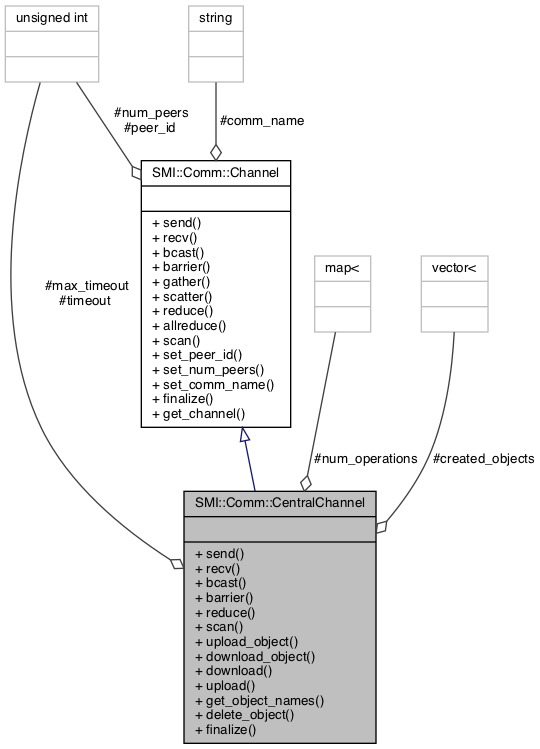 unsigned int
string
#num_peers
#peer_id
#comm_name
SMI::Comm::Channel
+ send()
+ recv()
+ bcast()
+ barrier()
+ gather()
+ scatter()
+ reduce()
+ allreduce()
+ scan()
+ set_peer_id()
+ set_num_peers()
+ set_comm_name()
+ finalize()
+ get_channel()
map<
vector<
#max_timeout
#timeout
#num_operations
#created_objects
SMI::Comm::CentralChannel
+ send()
+ recv()
+ bcast()
+ barrier()
+ reduce()
+ scan()
+ upload_object()
+ download_object()
+ download()
+ upload()
+ get_object_names()
+ delete_object()
+ finalize()